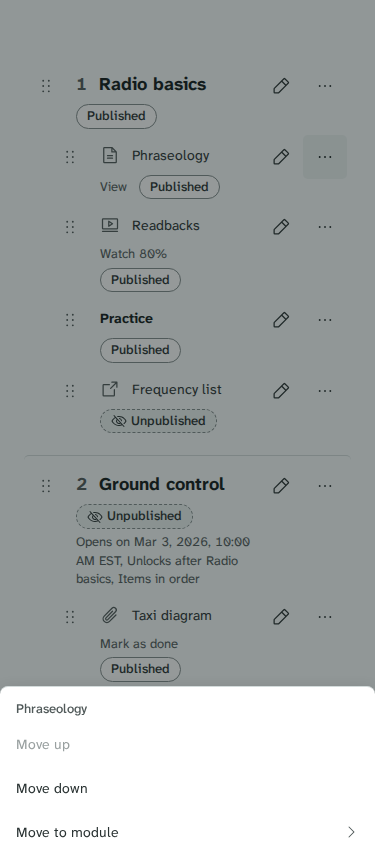 1 Radio basics
Published
Phraseology
View Published
Readbacks
Watch 80%
Published
Practice
Published
Frequency list
Unpublished
2 Ground control
Unpublished
Opens on Mar 3, 2026, 10:00
AM EST, Unlocks after Radio
basics, Items in order
Taxi diagram
Mark as done
Published
Phraseology
Move up
Move down
Move to module